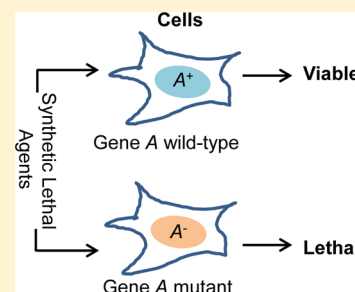 Cells
A⁺
Viable
Gene A wild-type
Synthetic Lethal
Agents
A⁻
Letha
Gene A mutant